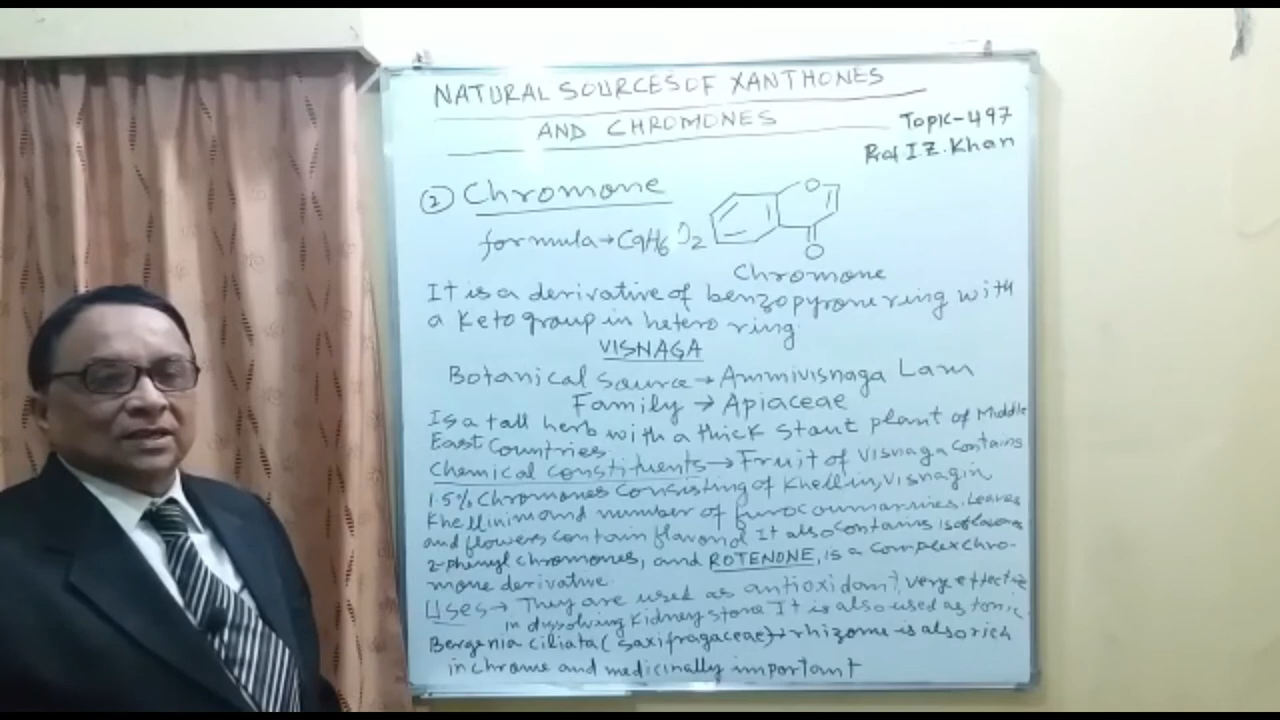 NATURAL SOURCES OF XANTHONES
AND CHROMONES
Topic-497
Prof I.Z. Khan
② Chromone
formula→C9H6O2
O
O
Chromone
It is a derivative of benzopyrone ring with
a Keto group in hetero ring.
VISNAGA
Botanical source→Ammivisnaga Lam
Family→Apiaceae
Is a tall herb with a thick stant plant of Middle
East Countries
Chemical constituents→Fruit of visnaga contains
1.5% Chromones consisting of Khellin, visnagin,
Khellinin and number of furocoumarines. Leaves
and flowers contain flavonol It also contains isoflavones
2-phenyl chromones, and ROTENONE, is a complex chro-
mone derivative.
Uses→They are used as antioxidant, very effective
in dissolving kidney stone It is also used as tonic
Bergenia ciliata (saxifragaceae)→rhizome is also rich
in chrome and medicinally important